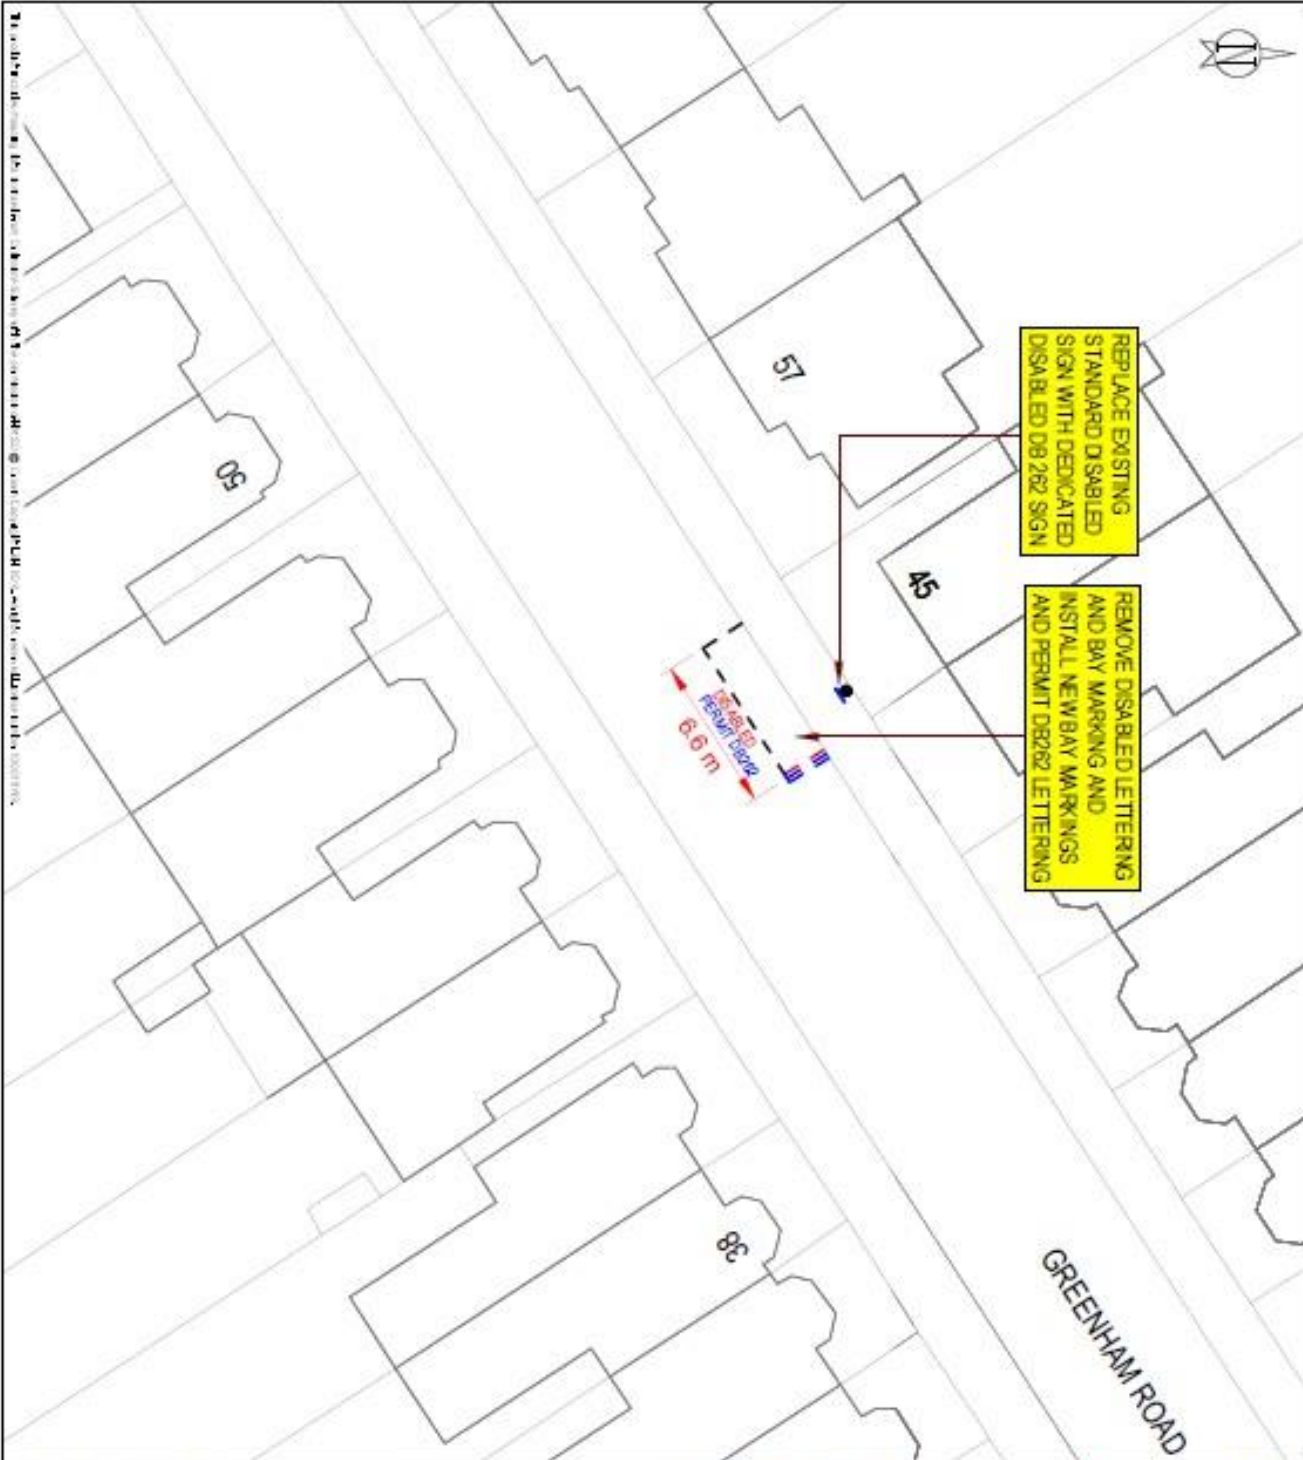 N
REPLACE EXISTING
STANDARD DISABLED
SIGN WITH DEDICATED
DISABLED DB 262 SIGN
REMOVE DISABLED LETTERING
AND BAY MARKING AND
INSTALL NEW BAY MARKINGS
AND PERMIT DB262 LETTERING
57
45
DISABLED
PERMIT DB262
6.6 m
50
38
GREENHAM ROAD